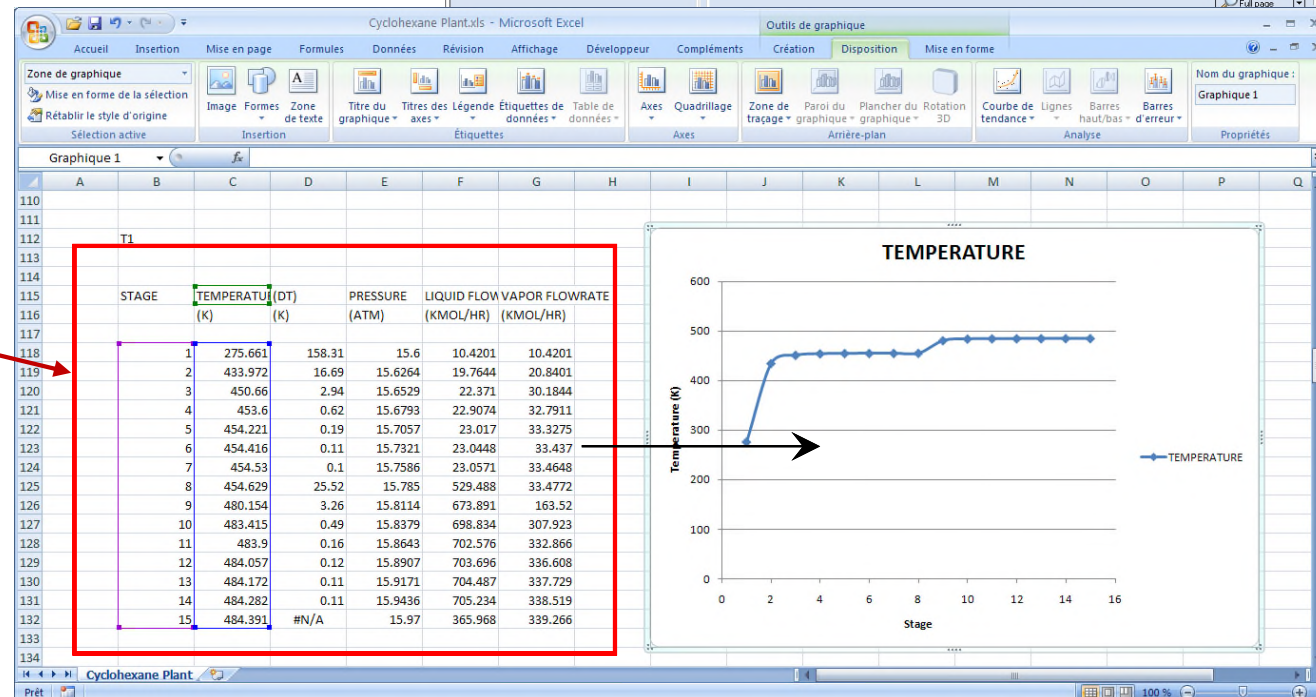 Full page
Cyclohexane Plant.xls - Microsoft Excel
Outils de graphique
Accueil Insertion Mise en page Formules Données Révision Affichage Développeur Compléments Création Disposition Mise en forme
Zone de graphique
Mise en forme de la sélection
Rétablir le style d'origine
Sélection active
Image Formes Zone de texte
Insertion
Titre du graphique Titres des axes Légende Étiquettes de données Table de données
Étiquettes
Axes Quadrillage
Axes
Zone de traçage Paroi du graphique Plancher du graphique Rotation 3D
Arrière-plan
Courbe de tendance Lignes Barres haut/bas Barres d'erreur
Analyse
Nom du graphique :
Graphique 1
Propriétés
Graphique 1 fx
A B C D E F G H I J K L M N O P Q
110
111
112 T1
113
114
115 STAGE TEMPERATU (DT) PRESSURE LIQUID FLOW VAPOR FLOWRATE
116 (K) (K) (ATM) (KMOL/HR) (KMOL/HR)
117
118 1 275.661 158.31 15.6 10.4201 10.4201
119 2 433.972 16.69 15.6264 19.7644 20.8401
120 3 450.66 2.94 15.6529 22.371 30.1844
121 4 453.6 0.62 15.6793 22.9074 32.7911
122 5 454.221 0.19 15.7057 23.017 33.3275
123 6 454.416 0.11 15.7321 23.0448 33.437
124 7 454.53 0.1 15.7586 23.0571 33.4648
125 8 454.629 25.52 15.785 529.488 33.4772
126 9 480.154 3.26 15.8114 673.891 163.52
127 10 483.415 0.49 15.8379 698.834 307.923
128 11 483.9 0.16 15.8643 702.576 332.866
129 12 484.057 0.12 15.8907 703.696 336.608
130 13 484.172 0.11 15.9171 704.487 337.729
131 14 484.282 0.11 15.9436 705.234 338.519
132 15 484.391 #N/A 15.97 365.968 339.266
133
134
TEMPERATURE
600
500
400
300
200
100
0
Temperature (K)
0 2 4 6 8 10 12 14 16
Stage
TEMPERATURE
Cyclohexane Plant
Prêt 100 %